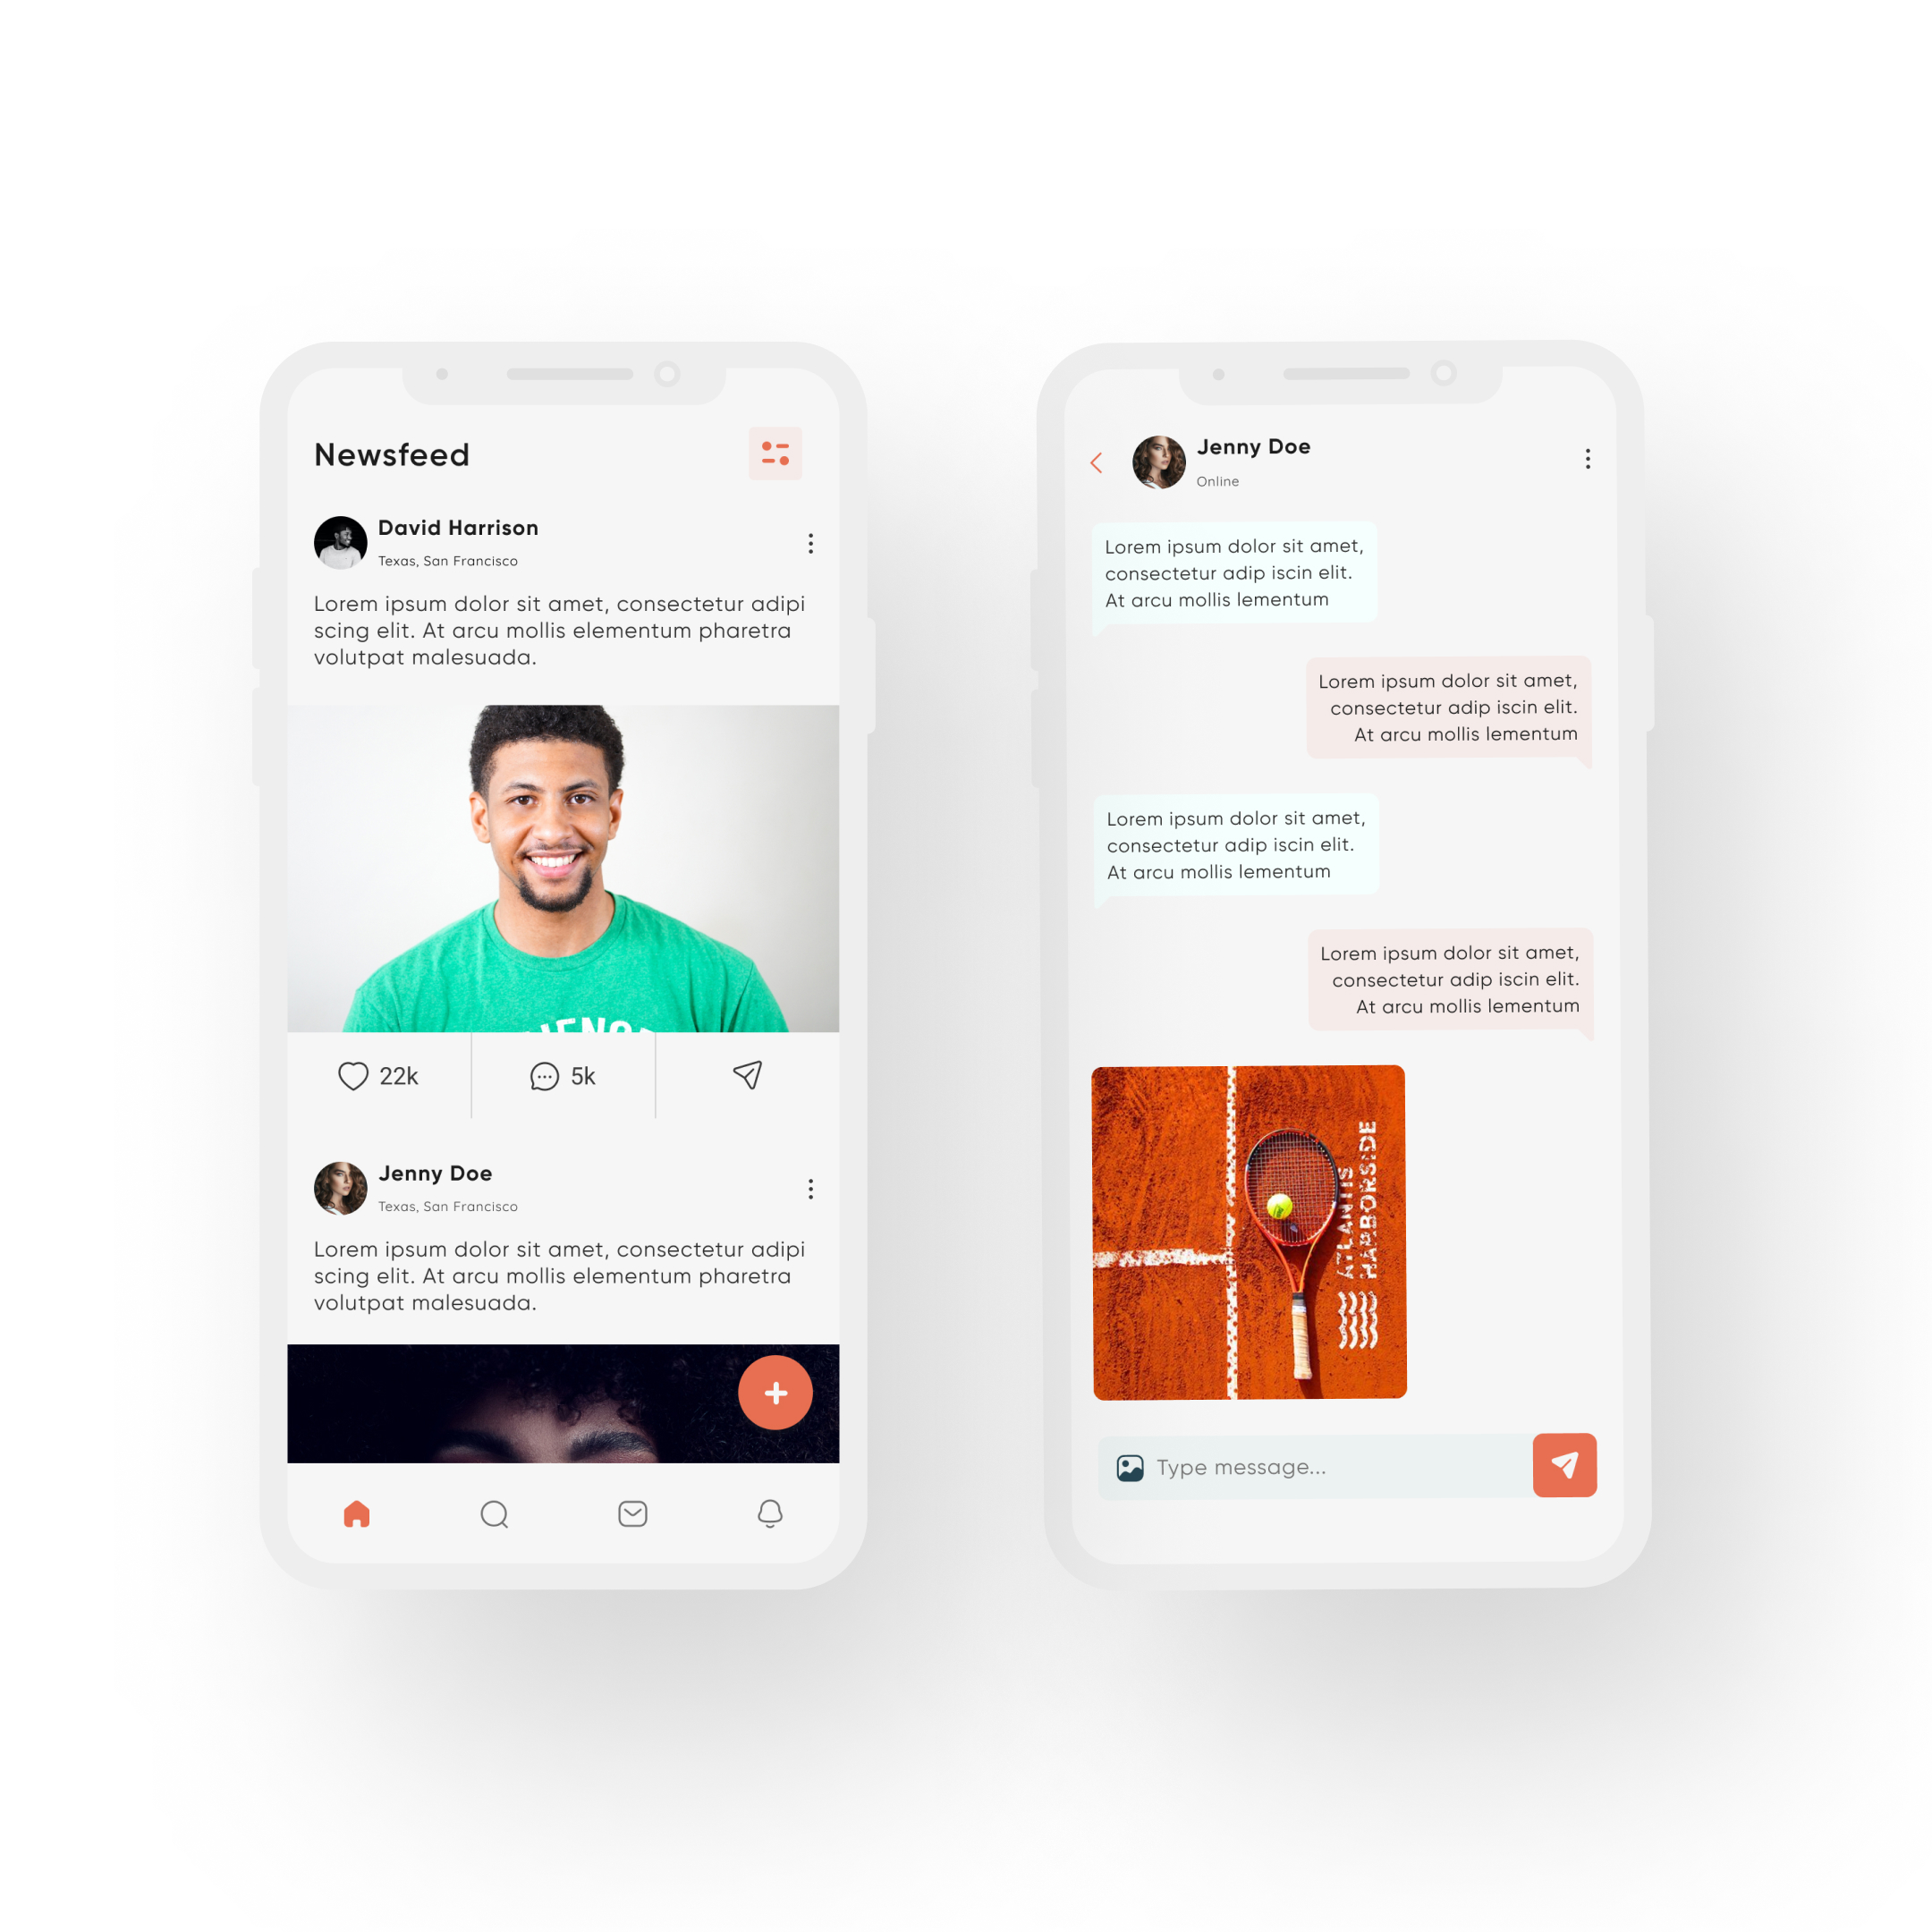 Newsfeed
David Harrison
Texas, San Francisco
Lorem ipsum dolor sit amet, consectetur adipi
scing elit. At arcu mollis elementum pharetra
volutpat malesuada.
22k
5k
Jenny Doe
Texas, San Francisco
Lorem ipsum dolor sit amet, consectetur adipi
scing elit. At arcu mollis elementum pharetra
volutpat malesuada.
Jenny Doe
Online
Lorem ipsum dolor sit amet,
consectetur adip iscin elit.
At arcu mollis lementum
Lorem ipsum dolor sit amet,
consectetur adip iscin elit.
At arcu mollis lementum
Lorem ipsum dolor sit amet,
consectetur adip iscin elit.
At arcu mollis lementum
Lorem ipsum dolor sit amet,
consectetur adip iscin elit.
At arcu mollis lementum
ATLANTIS
HARBORSIDE
Type message...